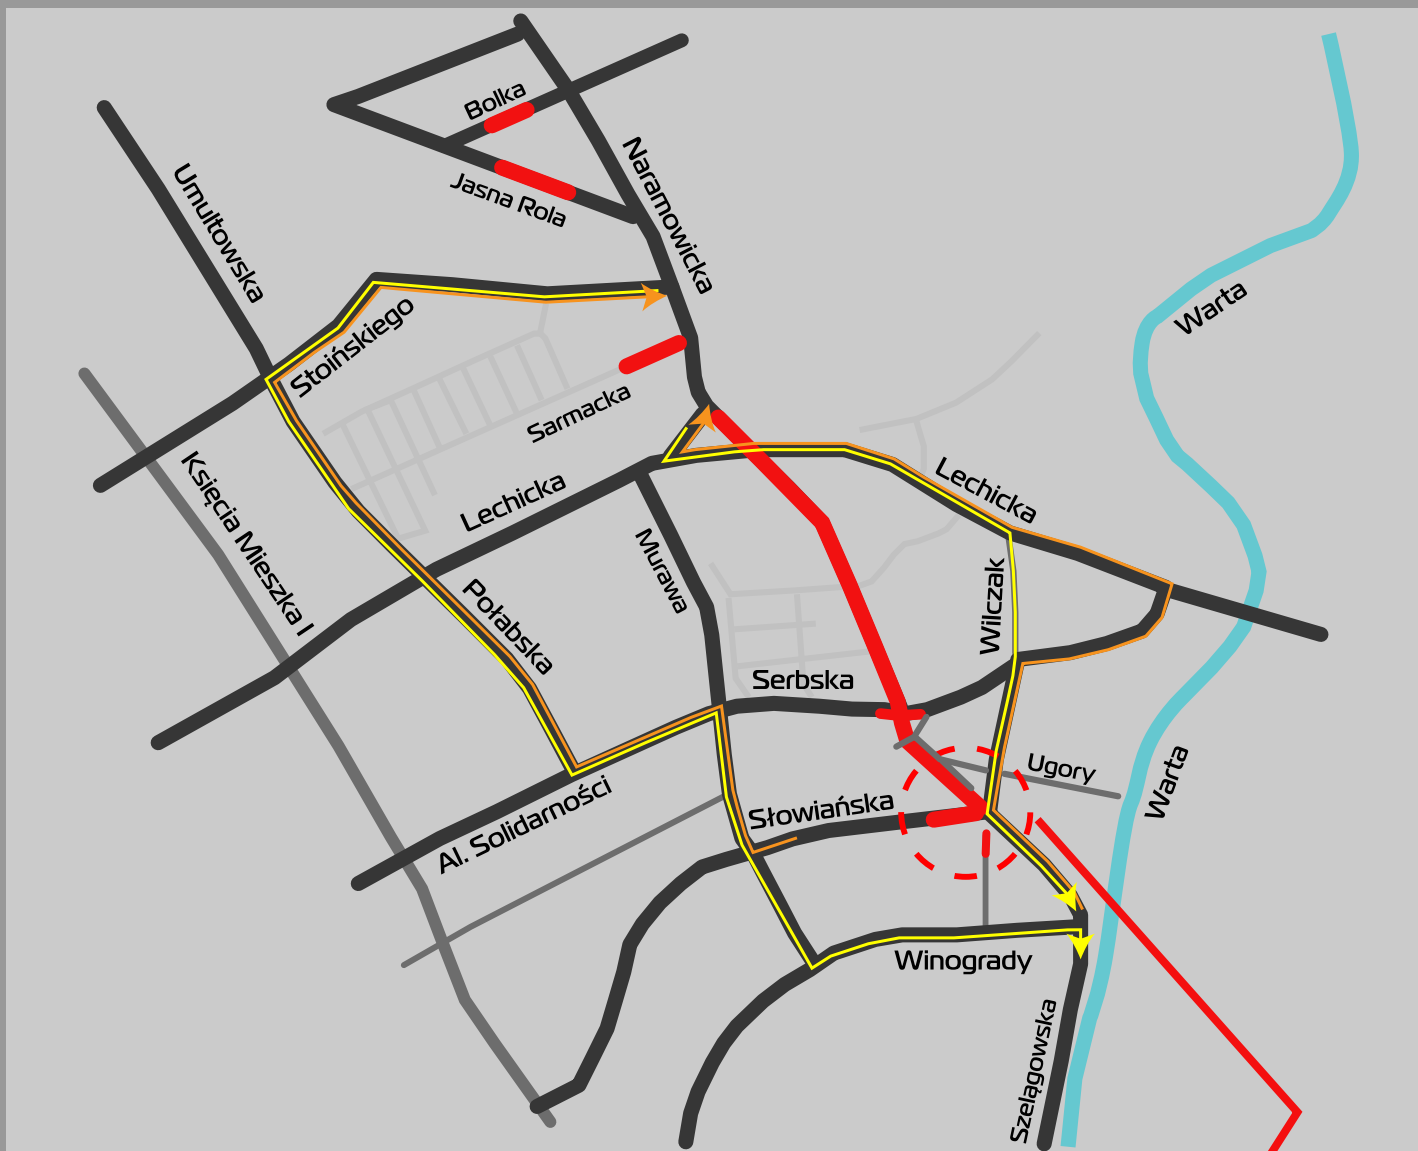 Bolka
Umultowska
Naramowicka
Jasna Rola
Stoińskiego
Warta
Sarmacka
Księcia Mieszka I
Lechicka
Lechicka
Murawa
Wilczak
Połabska
Serbska
Ugory
Warta
Słowiańska
Al. Solidarności
Winogrady
Szelągowska